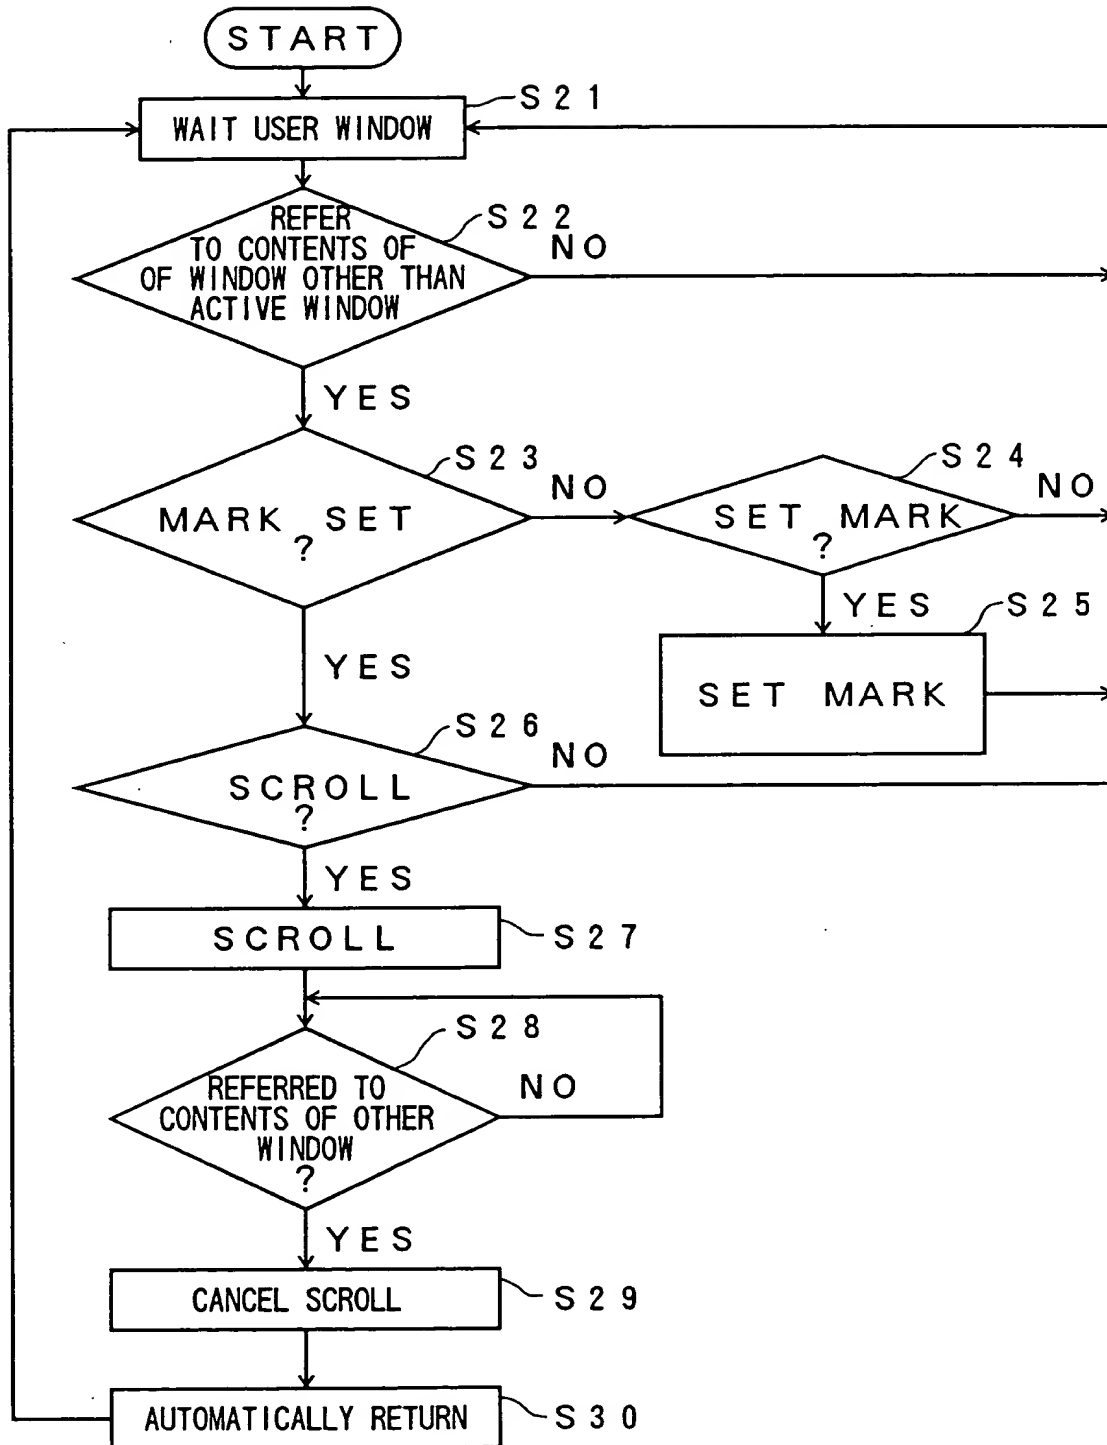 START
S21
WAIT USER WINDOW
S22
REFER
TO CONTENTS OF
OF WINDOW OTHER THAN
ACTIVE WINDOW
NO
YES
S23
MARK SET
?
NO
S24
SET MARK
?
NO
YES
S25
SET MARK
YES
S26
SCROLL
?
NO
YES
SCROLL
S27
S28
REFERRED TO
CONTENTS OF OTHER
WINDOW
?
NO
YES
CANCEL SCROLL
S29
AUTOMATICALLY RETURN
S30